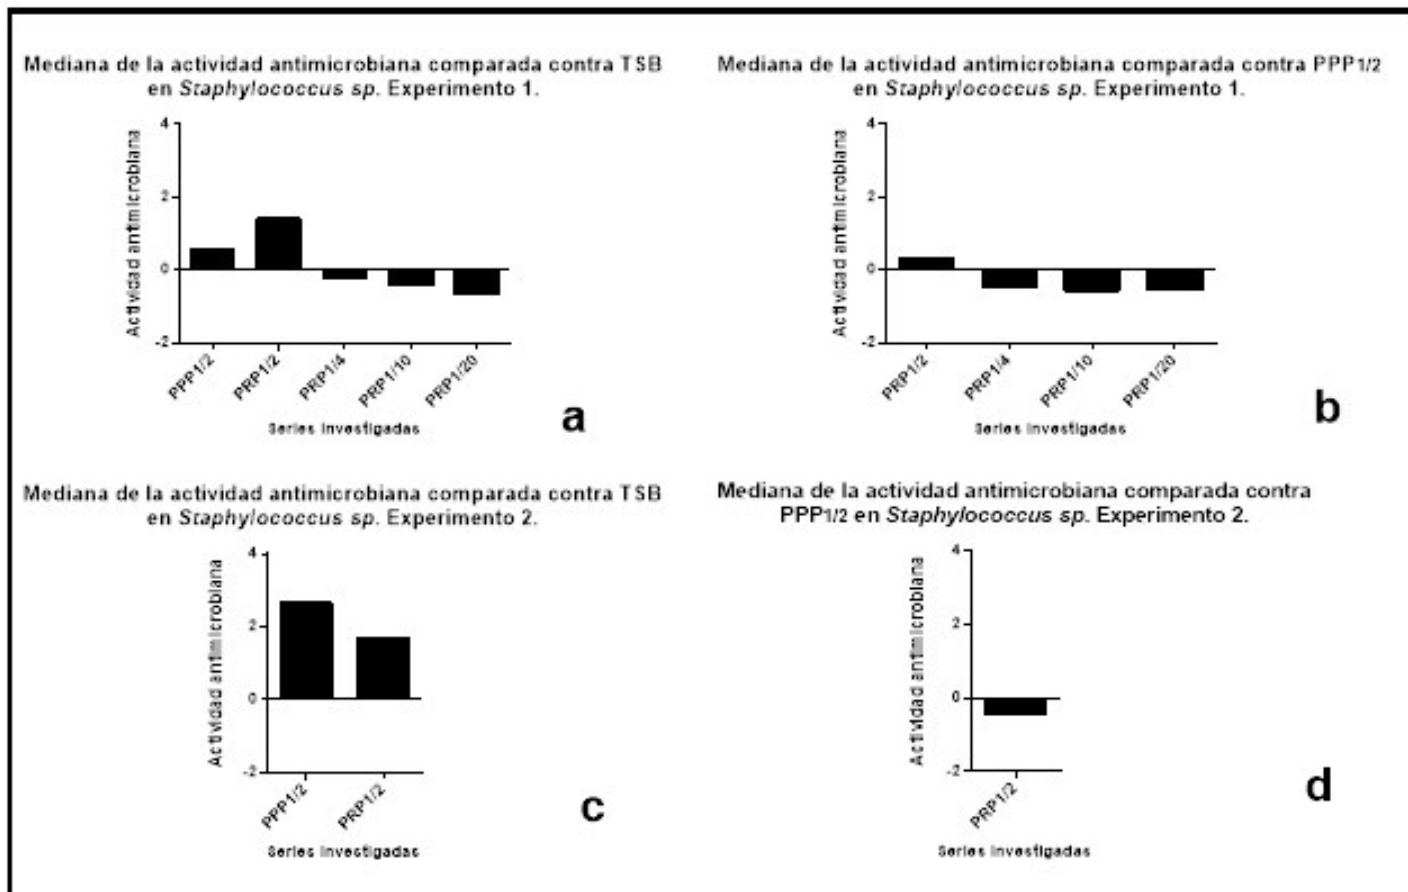 Mediana de la actividad antimicrobiana comparada contra TSB
en Staphylococcus sp. Experimento 1.
Actividad antimicrobiana
4
2
0
-2
PPP1/2
PRP1/2
PRP1/4
PRP1/10
PRP1/20
Series Investigadas
a
Mediana de la actividad antimicrobiana comparada contra PPP1/2
en Staphylococcus sp. Experimento 1.
Actividad antimicrobiana
4
2
0
-2
PRP1/2
PRP1/4
PRP1/10
PRP1/20
Series Investigadas
b
Mediana de la actividad antimicrobiana comparada contra TSB
en Staphylococcus sp. Experimento 2.
Actividad antimicrobiana
4
2
0
-2
PPP1/2
PRP1/2
Series Investigadas
c
Mediana de la actividad antimicrobiana comparada contra
PPP1/2 en Staphylococcus sp. Experimento 2.
Actividad antimicrobiana
4
2
0
-2
PRP1/2
Series Investigadas
d